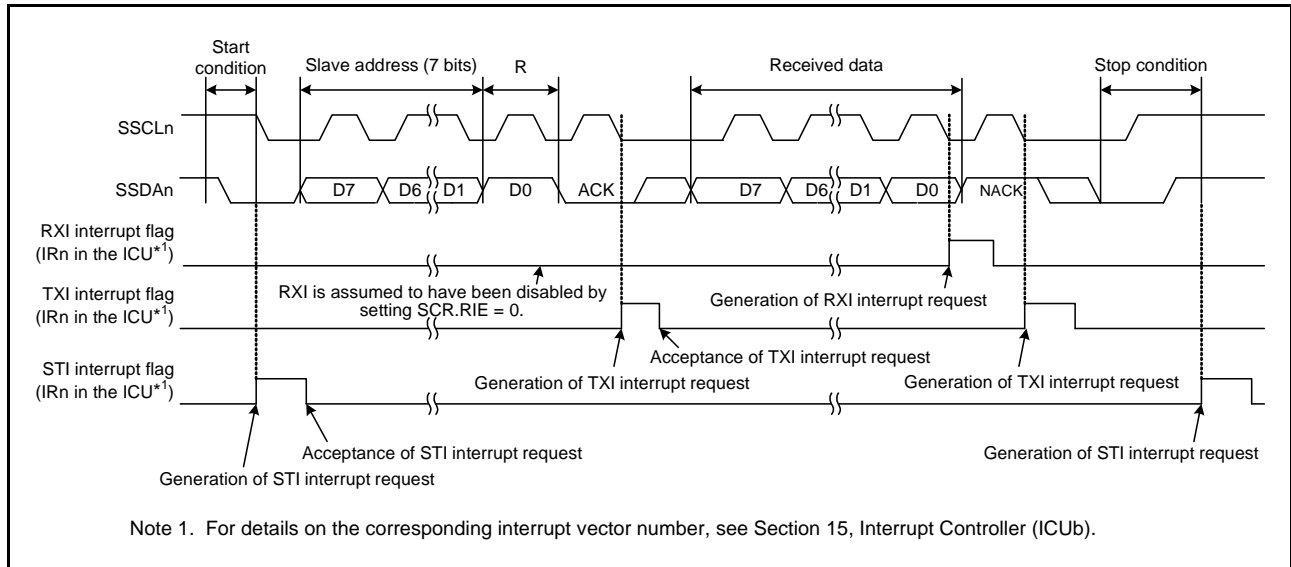 Start
condition
Slave address (7 bits)
R
Received data
Stop condition
SSCLn
SSDAn
D7 D6 D1 D0 ACK D7 D6 D1 D0 NACK
RXI interrupt flag
(IRn in the ICU*1)
RXI is assumed to have been disabled by
setting SCR.RIE = 0.
Generation of RXI interrupt request
TXI interrupt flag
(IRn in the ICU*1)
Acceptance of TXI interrupt request
Generation of TXI interrupt request
Generation of TXI interrupt request
STI interrupt flag
(IRn in the ICU*1)
Acceptance of STI interrupt request
Generation of STI interrupt request
Generation of STI interrupt request
Note 1. For details on the corresponding interrupt vector number, see Section 15, Interrupt Controller (ICUb).